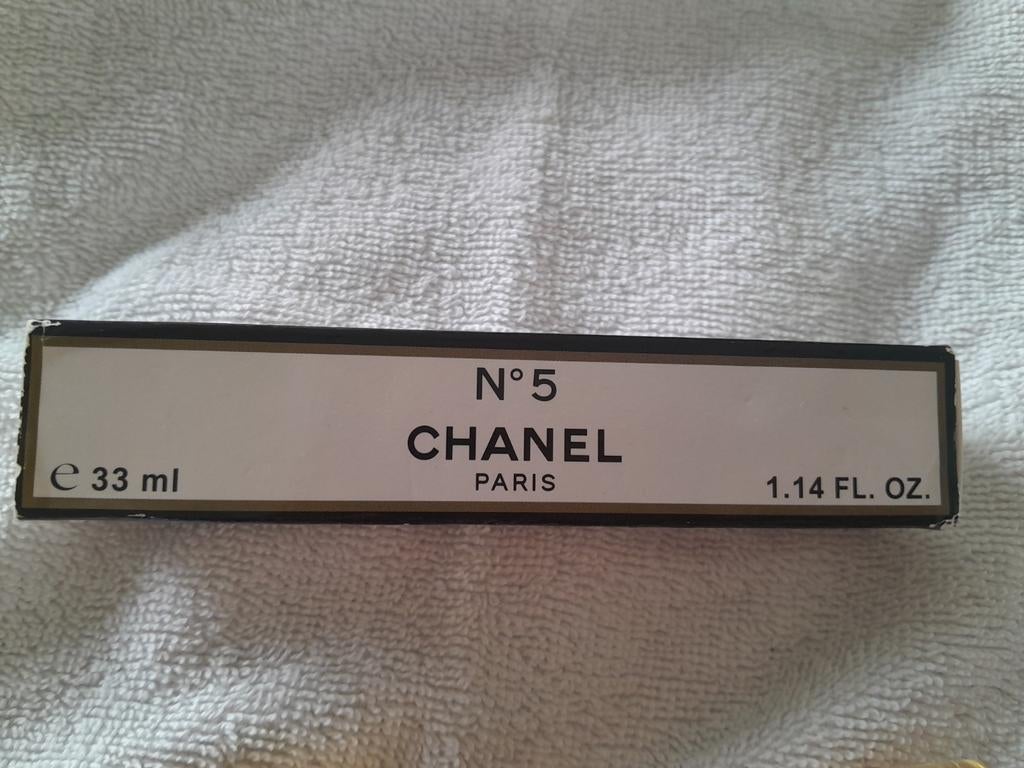 N°5
CHANEL
PARIS
℮ 33 ml
1.14 FL. OZ.